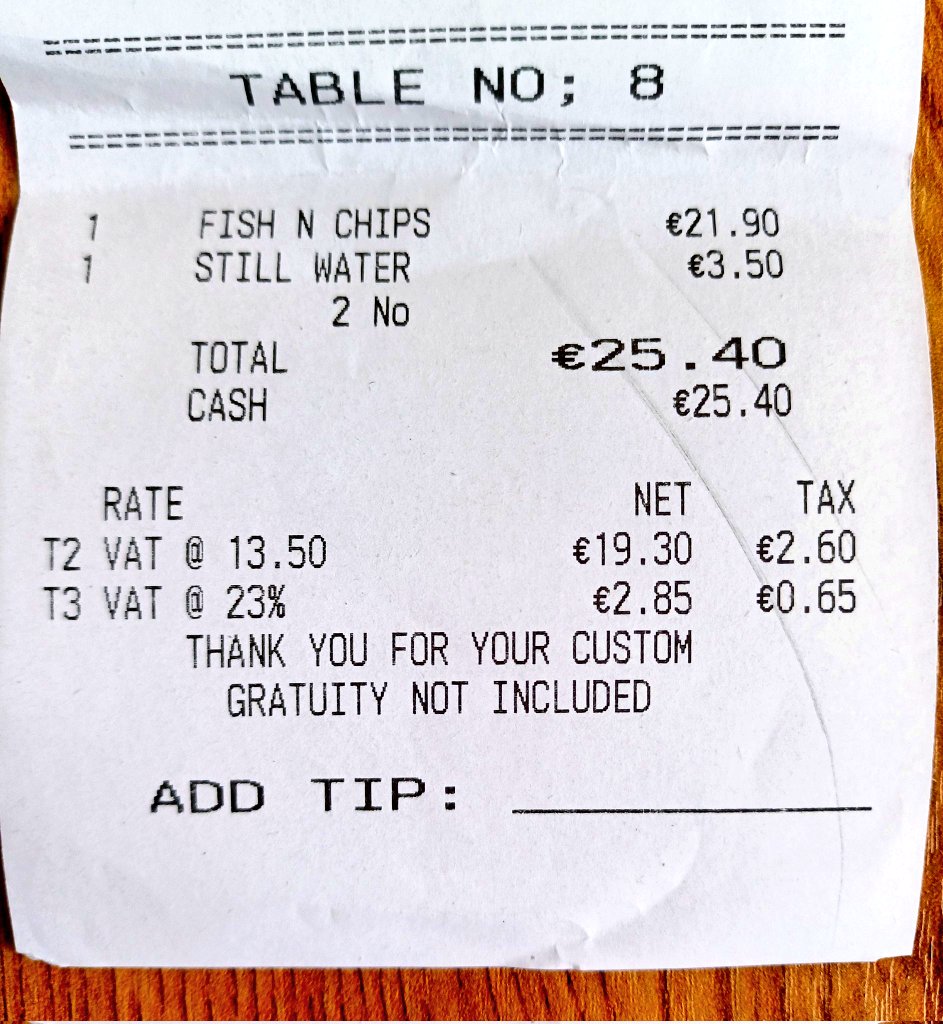 ================================================
TABLE NO; 8
================================================
1 FISH N CHIPS €21.90
1 STILL WATER €3.50
2 No
TOTAL €25.40
CASH €25.40
RATE NET TAX
T2 VAT @ 13.50 €19.30 €2.60
T3 VAT @ 23% €2.85 €0.65
THANK YOU FOR YOUR CUSTOM
GRATUITY NOT INCLUDED
ADD TIP: ______________